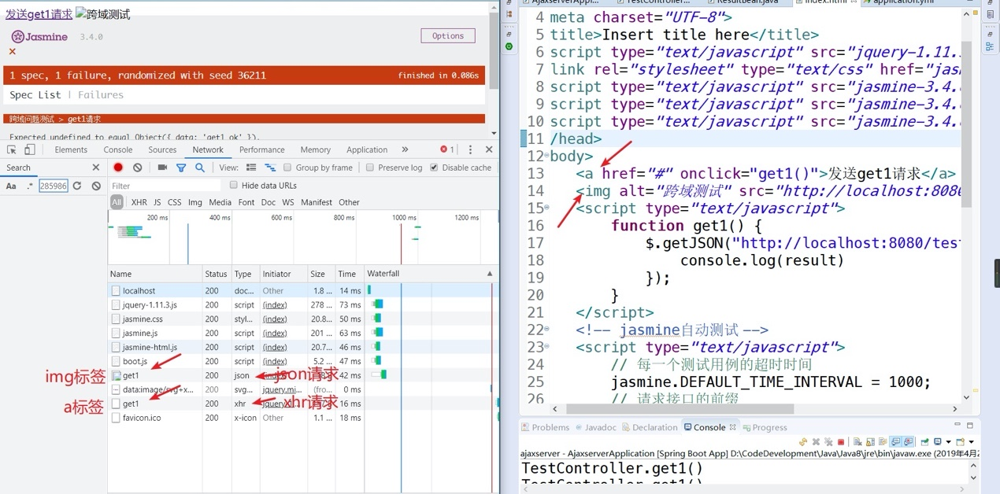 发送get1请求 跨域测试
Jasmine 3.4.0
Options
×
1 spec, 1 failure, randomized with seed 36211
finished in 0.086s
Spec List | Failures
跨域问题测试 > get1请求
Expected undefined to equal Object({ data: 'get1 ok' }).
Elements Console Sources Network Performance Memory Application » 1
Search
View: Group by frame Preserve log Disable cache
Aa .* 285986
Filter
Hide data URLs
All XHR JS CSS Img Media Font Doc WS Manifest Other
200 ms 400 ms 600 ms 800 ms 1000 ms 1200 ms
Name Status Type Initiator Size Time Waterfall
localhost 200 doc... Other 1.8 ... 14 ms
jquery-1.11.3.js 200 script (index) 278 ... 73 ms
jasmine.css 200 styl... (index) 20.8... 50 ms
jasmine.js 200 script (index) 201 ... 63 ms
jasmine-html.js 200 script (index) 20.7... 46 ms
boot.js 200 script (index) 5.2 ... 47 ms
img标签
get1 200 json
json请求
42 ms
data:image/svg+x... 200 svg... jquery.mi... (fro... 0 ms
a标签
get1 200 xhr
xhr请求
16 ms
favicon.ico 200 x-icon Other 1.1 ... 18 ms
ResultBean.java index.html application.yml
4 meta charset="UTF-8">
5 title>Insert title here</title>
6 script type="text/javascript" src="jquery-1.11.
7 link rel="stylesheet" type="text/css" href="jas
8 script type="text/javascript" src="jasmine-3.4.
9 script type="text/javascript" src="jasmine-3.4.
10 script type="text/javascript" src="jasmine-3.4.
11 /head>
12 body>
13 <a href="#" onclick="get1()">发送get1请求</a>
14 <img alt="跨域测试" src="http://localhost:8080
15 <script type="text/javascript">
16 function get1() {
17 $.getJSON("http://localhost:8080/test
18 console.log(result)
19 });
20 }
21 </script>
22 <!-- jasmine自动测试 -->
23 <script type="text/javascript">
24 // 每一个测试用例的超时时间
25 jasmine.DEFAULT_TIME_INTERVAL = 1000;
26 // 请求接口的前缀
Problems Javadoc Declaration Console Progress
ajaxserver - AjaxserverApplication [Spring Boot App] D:\CodeDevelopment\Java\Java8\jre\bin\javaw.exe (2019年4月2
TestController.get1()
TestController.get1()